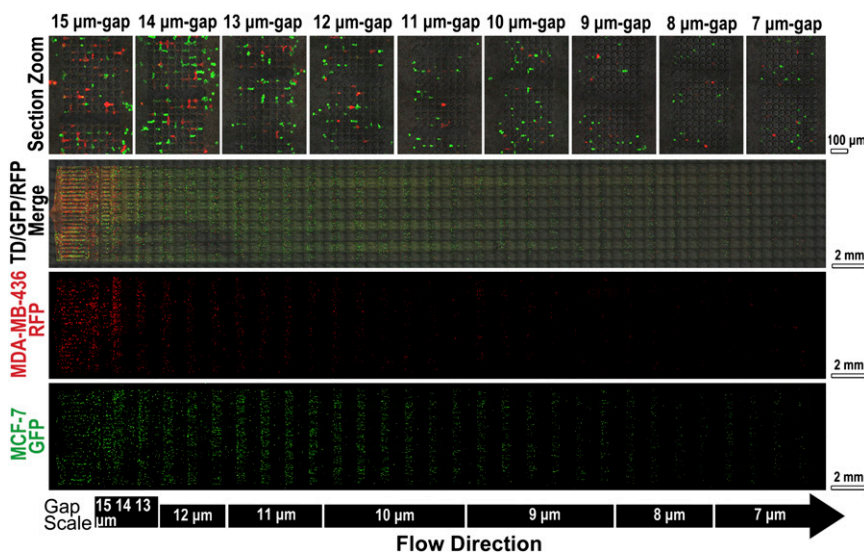 15 µm-gap 14 µm-gap 13 µm-gap 12 µm-gap 11 µm-gap 10 µm-gap 9 µm-gap 8 µm-gap 7 µm-gap
Section Zoom
100 µm
TD/GFP/RFP
Merge
2 mm
MDA-MB-436
RFP
2 mm
MCF-7
GFP
2 mm
Gap
Scale
15 14 13
µm
12 µm 11 µm 10 µm 9 µm 8 µm 7 µm
Flow Direction